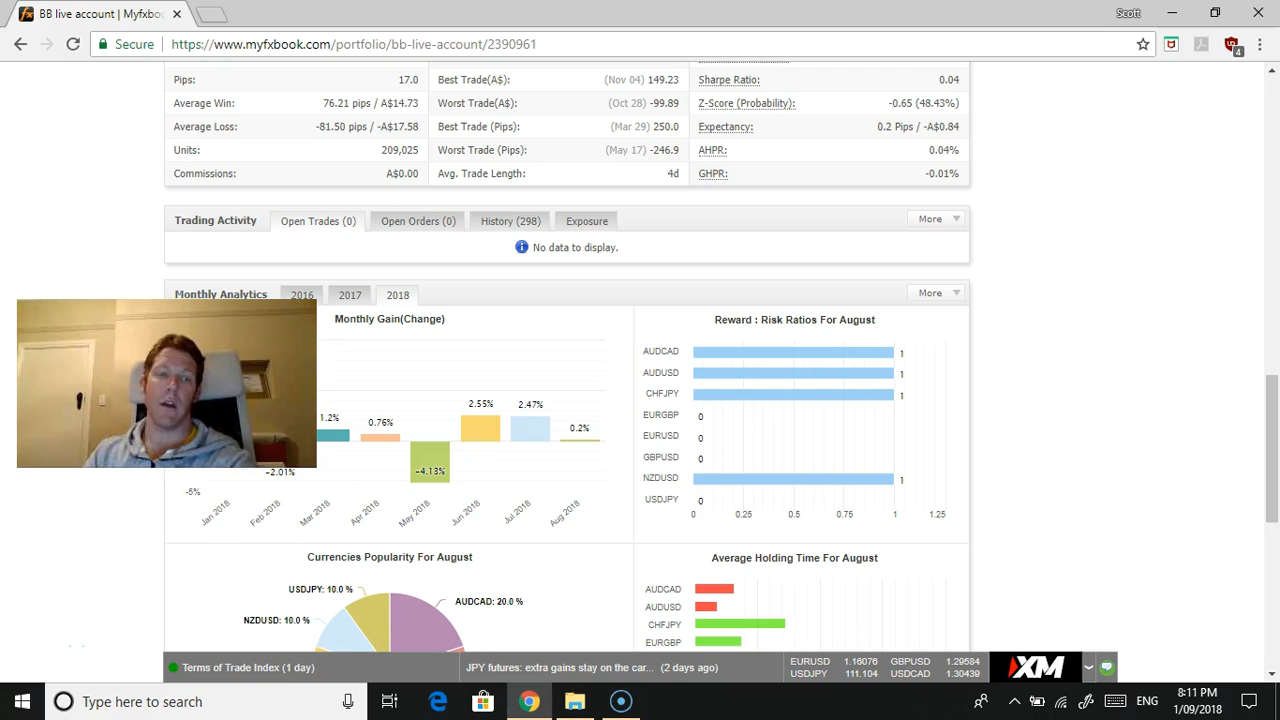 BB live account | Myfxboo
Scott
Secure
https://www.myfxbook.com/portfolio/bb-live-account/2390961
4
Pips: 17.0 Best Trade(A$): (Nov 04) 149.23 Sharpe Ratio: 0.04
Average Win: 76.21 pips / A$14.73 Worst Trade(A$): (Oct 28) -99.89 Z-Score (Probability): -0.65 (48.43%)
Average Loss: -81.50 pips / -A$17.58 Best Trade (Pips): (Mar 29) 250.0 Expectancy: 0.2 Pips / -A$0.84
Units: 209,025 Worst Trade (Pips): (May 17) -246.9 AHPR: 0.04%
Commissions: A$0.00 Avg. Trade Length: 4d GHPR: -0.01%
Trading Activity Open Trades (0) Open Orders (0) History (298) Exposure More
No data to display.
Monthly Analytics 2016 2017 2018 More
Monthly Gain(Change)
1.2% 0.76% 2.55% 2.47% 0.2%
-2.01% -4.13%
-5%
Jan 2018 Feb 2018 Mar 2018 Apr 2018 May 2018 Jun 2018 Jul 2018 Aug 2018
Reward : Risk Ratios For August
AUDCAD 1
AUDUSD 1
CHFJPY 1
EURGBP 0
EURUSD 0
GBPUSD 0
NZDUSD 1
USDJPY 0
0 0.25 0.5 0.75 1 1.25
Currencies Popularity For August
USDJPY: 10.0 %
AUDCAD: 20.0 %
NZDUSD: 10.0 %
Average Holding Time For August
AUDCAD
AUDUSD
CHFJPY
EURGBP
Terms of Trade Index (1 day)
JPY futures: extra gains stay on the car... (2 days ago)
EURUSD 1.16076 GBPUSD 1.29584
USDJPY 111.104 USDCAD 1.30439
XM
Type here to search
ENG
8:11 PM
1/09/2018